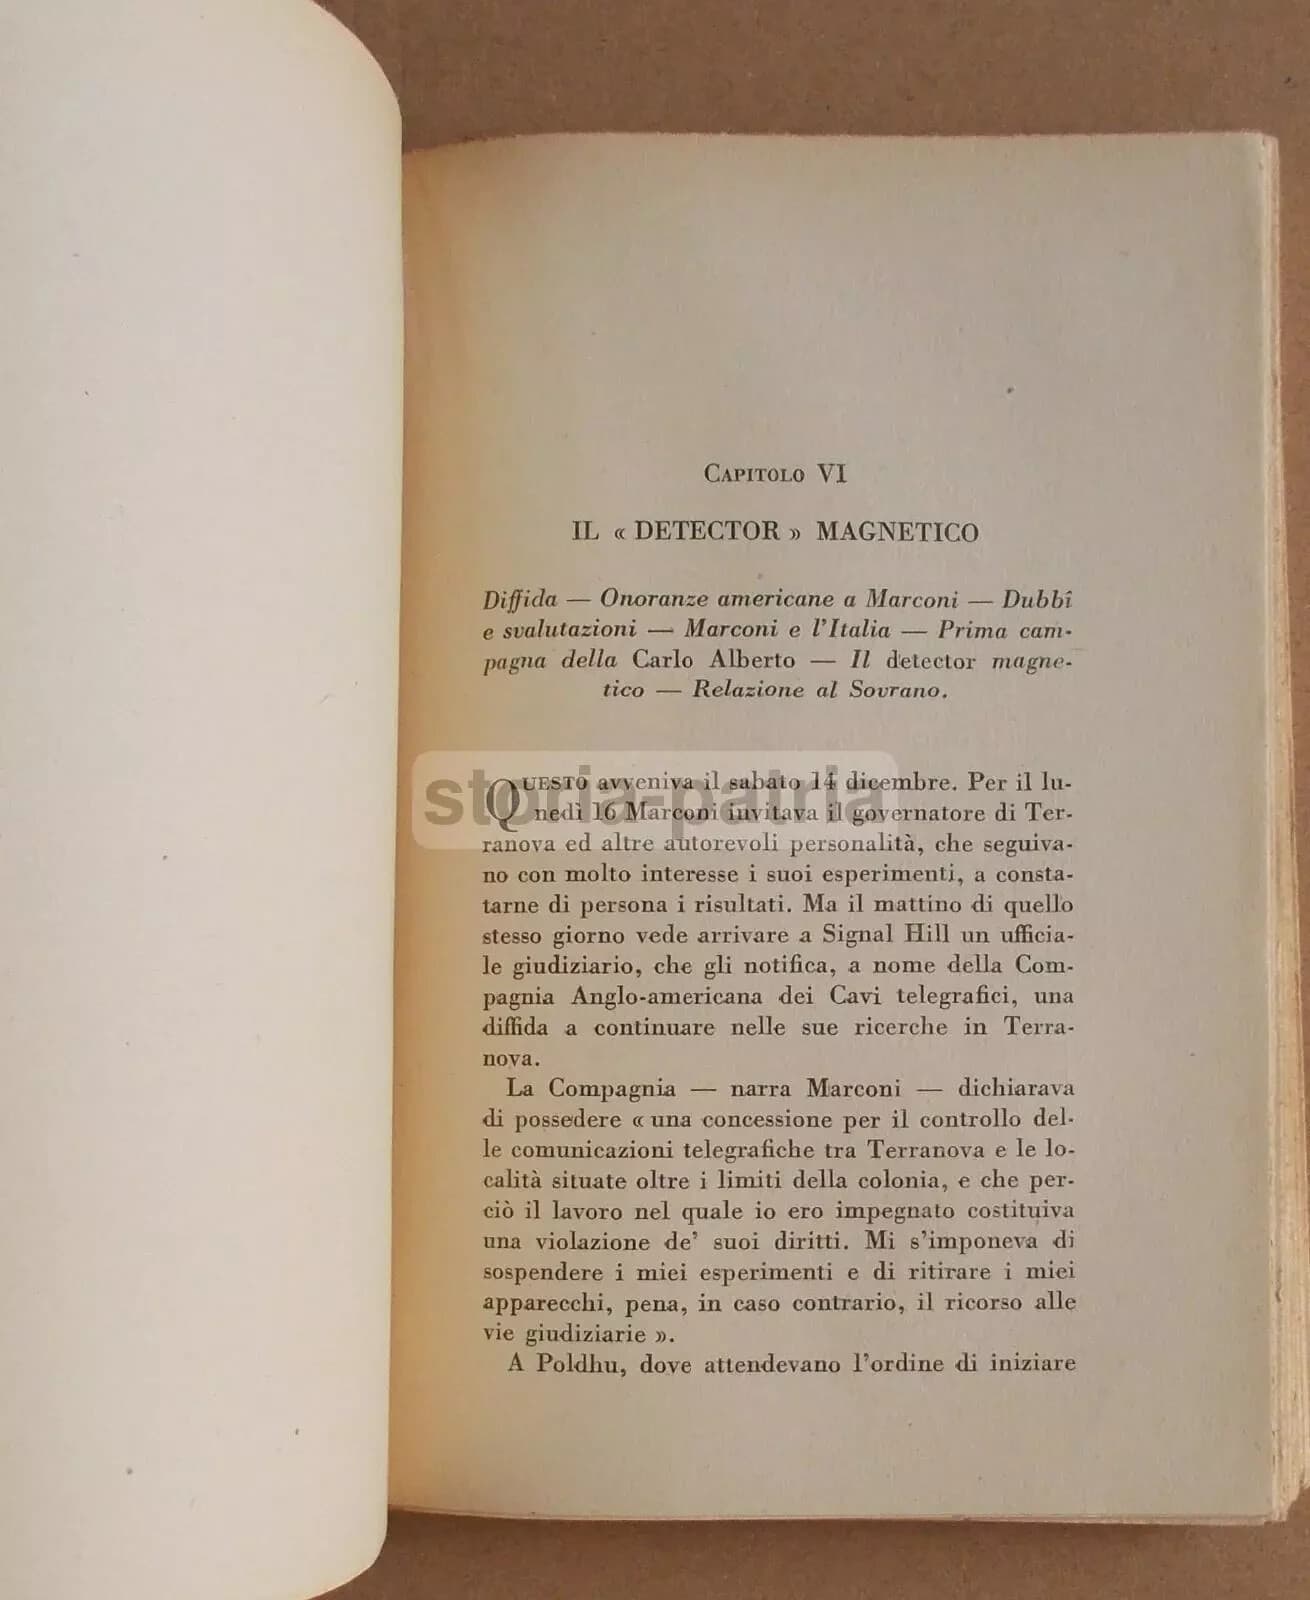 CAPITOLO VI
IL « DETECTOR » MAGNETICO
Diffida — Onoranze americane a Marconi — Dubbî
e svalutazioni — Marconi e l'Italia — Prima cam-
pagna della Carlo Alberto — Il detector magne-
tico — Relazione al Sovrano.
storia-patria
QUESTO avveniva il sabato 14 dicembre. Per il lu-
nedì 16 Marconi invitava il governatore di Ter-
ranova ed altre autorevoli personalità, che seguiva-
no con molto interesse i suoi esperimenti, a consta-
tarne di persona i risultati. Ma il mattino di quello
stesso giorno vede arrivare a Signal Hill un ufficia-
le giudiziario, che gli notifica, a nome della Com-
pagnia Anglo-americana dei Cavi telegrafici, una
diffida a continuare nelle sue ricerche in Terra-
nova.
La Compagnia — narra Marconi — dichiarava
di possedere « una concessione per il controllo del-
le comunicazioni telegrafiche tra Terranova e le lo-
calità situate oltre i limiti della colonia, e che per-
ciò il lavoro nel quale io ero impegnato costituiva
una violazione de' suoi diritti. Mi s'imponeva di
sospendere i miei esperimenti e di ritirare i miei
apparecchi, pena, in caso contrario, il ricorso alle
vie giudiziarie ».
A Poldhu, dove attendevano l'ordine di iniziare